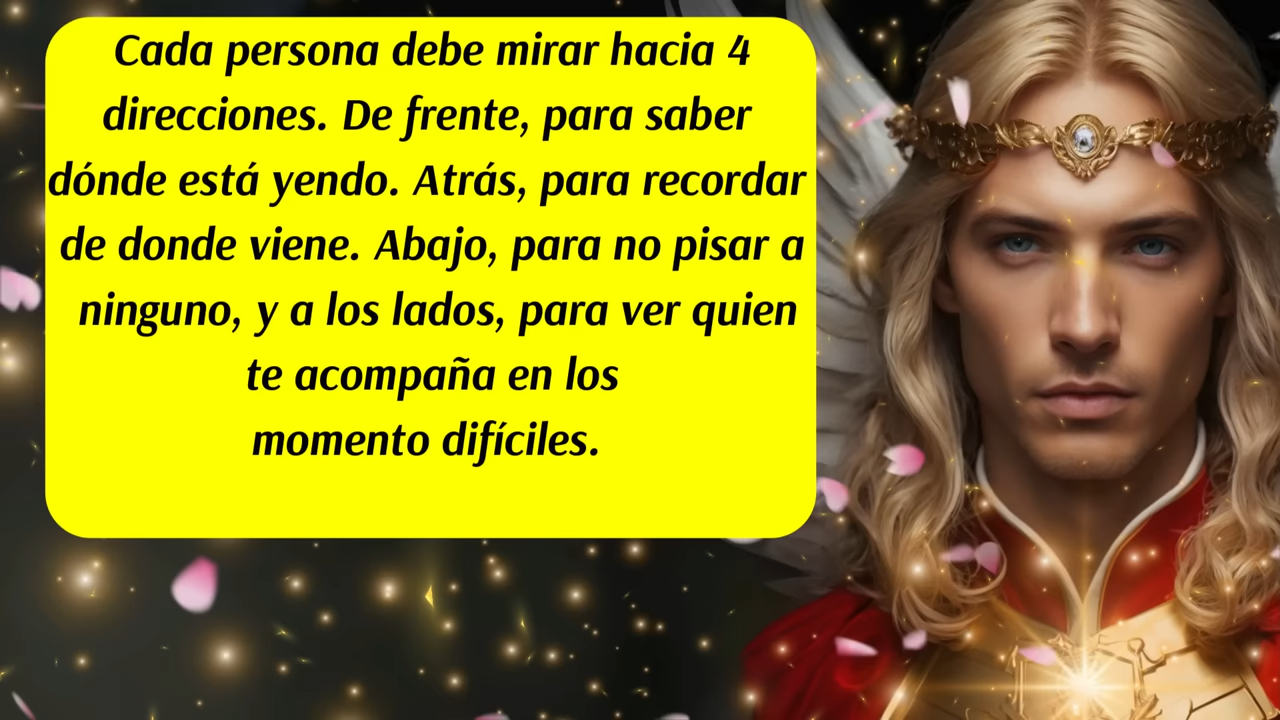 Cada persona debe mirar hacia 4
direcciones. De frente, para saber
dónde está yendo. Atrás, para recordar
de donde viene. Abajo, para no pisar a
ninguno, y a los lados, para ver quien
te acompaña en los
momento difíciles.